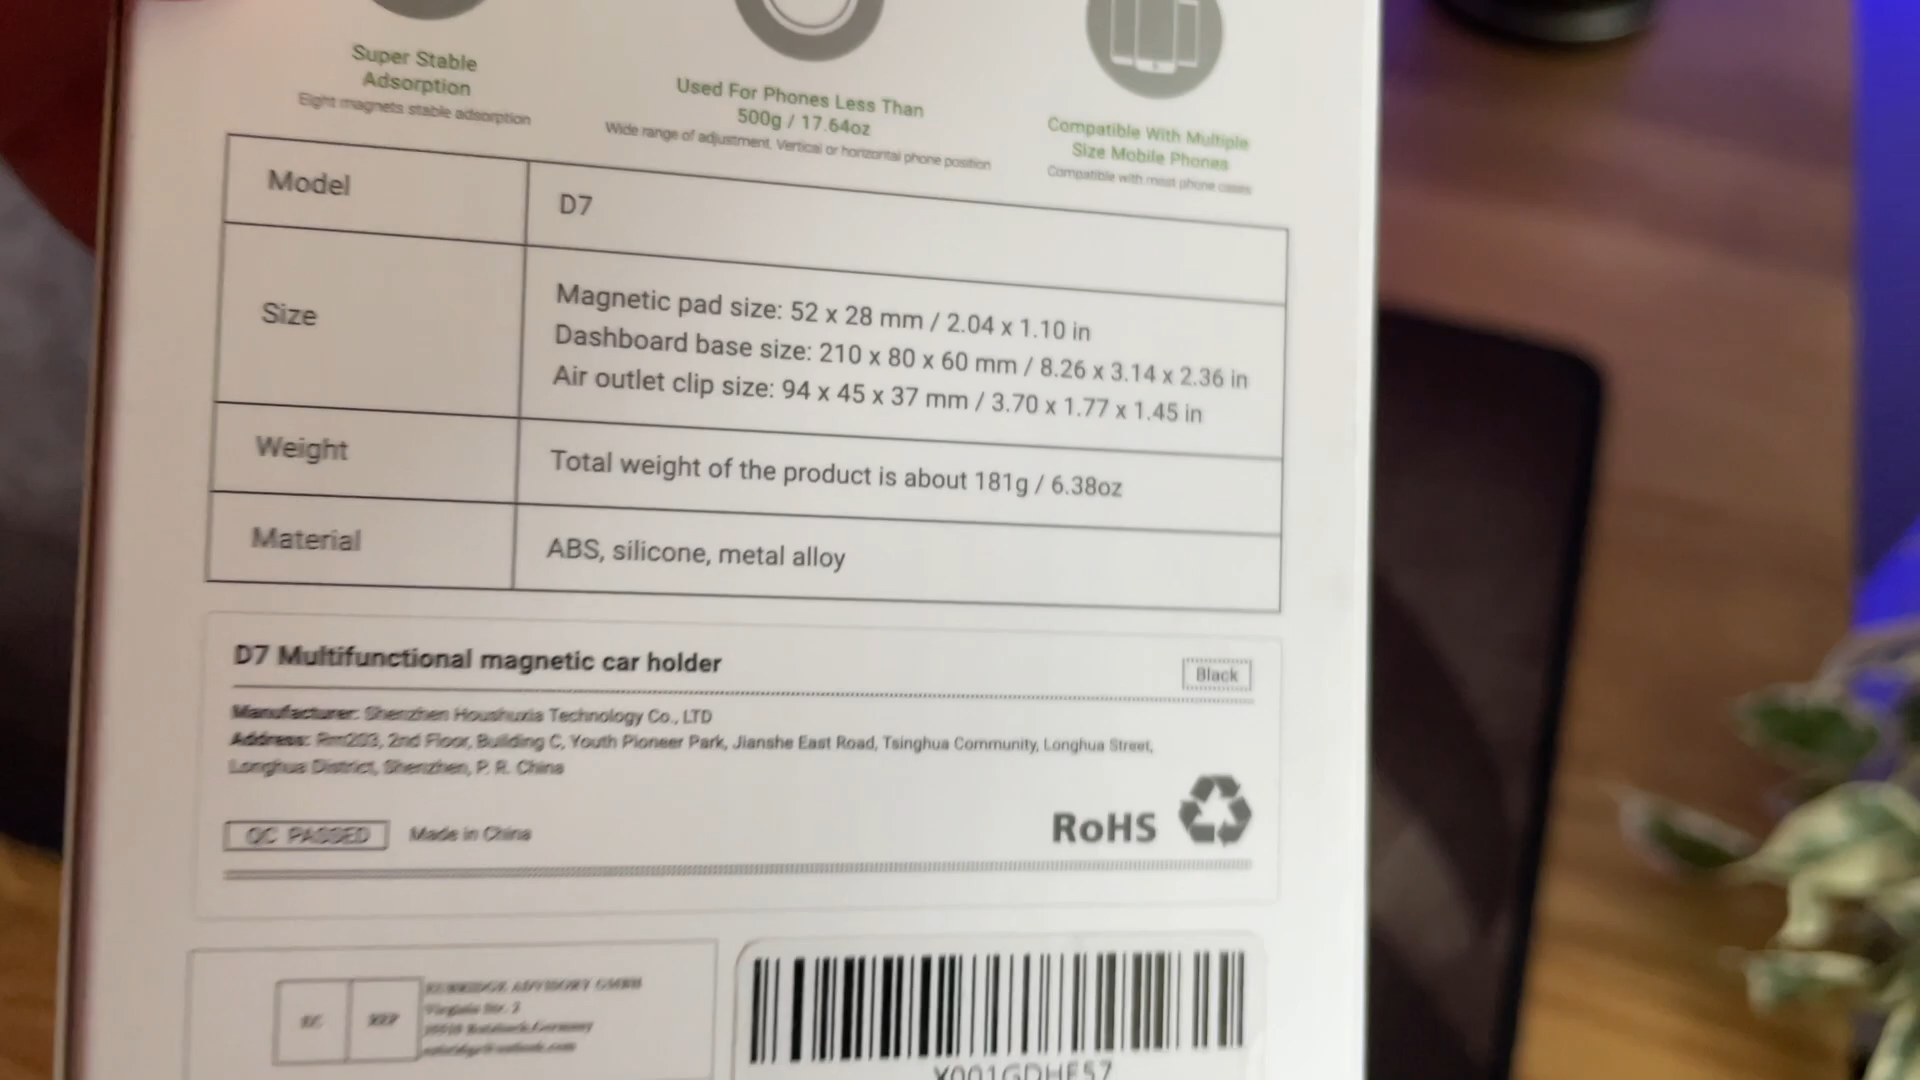 Super Stable
Adsorption
Eight magnets stable adsorption
Used For Phones Less Than
500g / 17.64oz
Wide range of adjustment, Vertical or horizontal phone position
Compatible With Multiple
Size Mobile Phones
Compatible with most phone cases
Model
D7
Size
Magnetic pad size: 52 x 28 mm / 2.04 x 1.10 in
Dashboard base size: 210 x 80 x 60 mm / 8.26 x 3.14 x 2.36 in
Air outlet clip size: 94 x 45 x 37 mm / 3.70 x 1.77 x 1.45 in
Weight
Total weight of the product is about 181g / 6.38oz
Material
ABS, silicone, metal alloy
D7 Multifunctional magnetic car holder
Black
Manufacturer: Shenzhen Houshuxia Technology Co., LTD
Address: Rm203, 2nd Floor, Building C, Youth Pioneer Park, Jianshe East Road, Tsinghua Community, Longhua Street,
Longhua District, Shenzhen, P. R. China
QC PASSED
Made in China
RoHS
EC REP
X001GDHF57